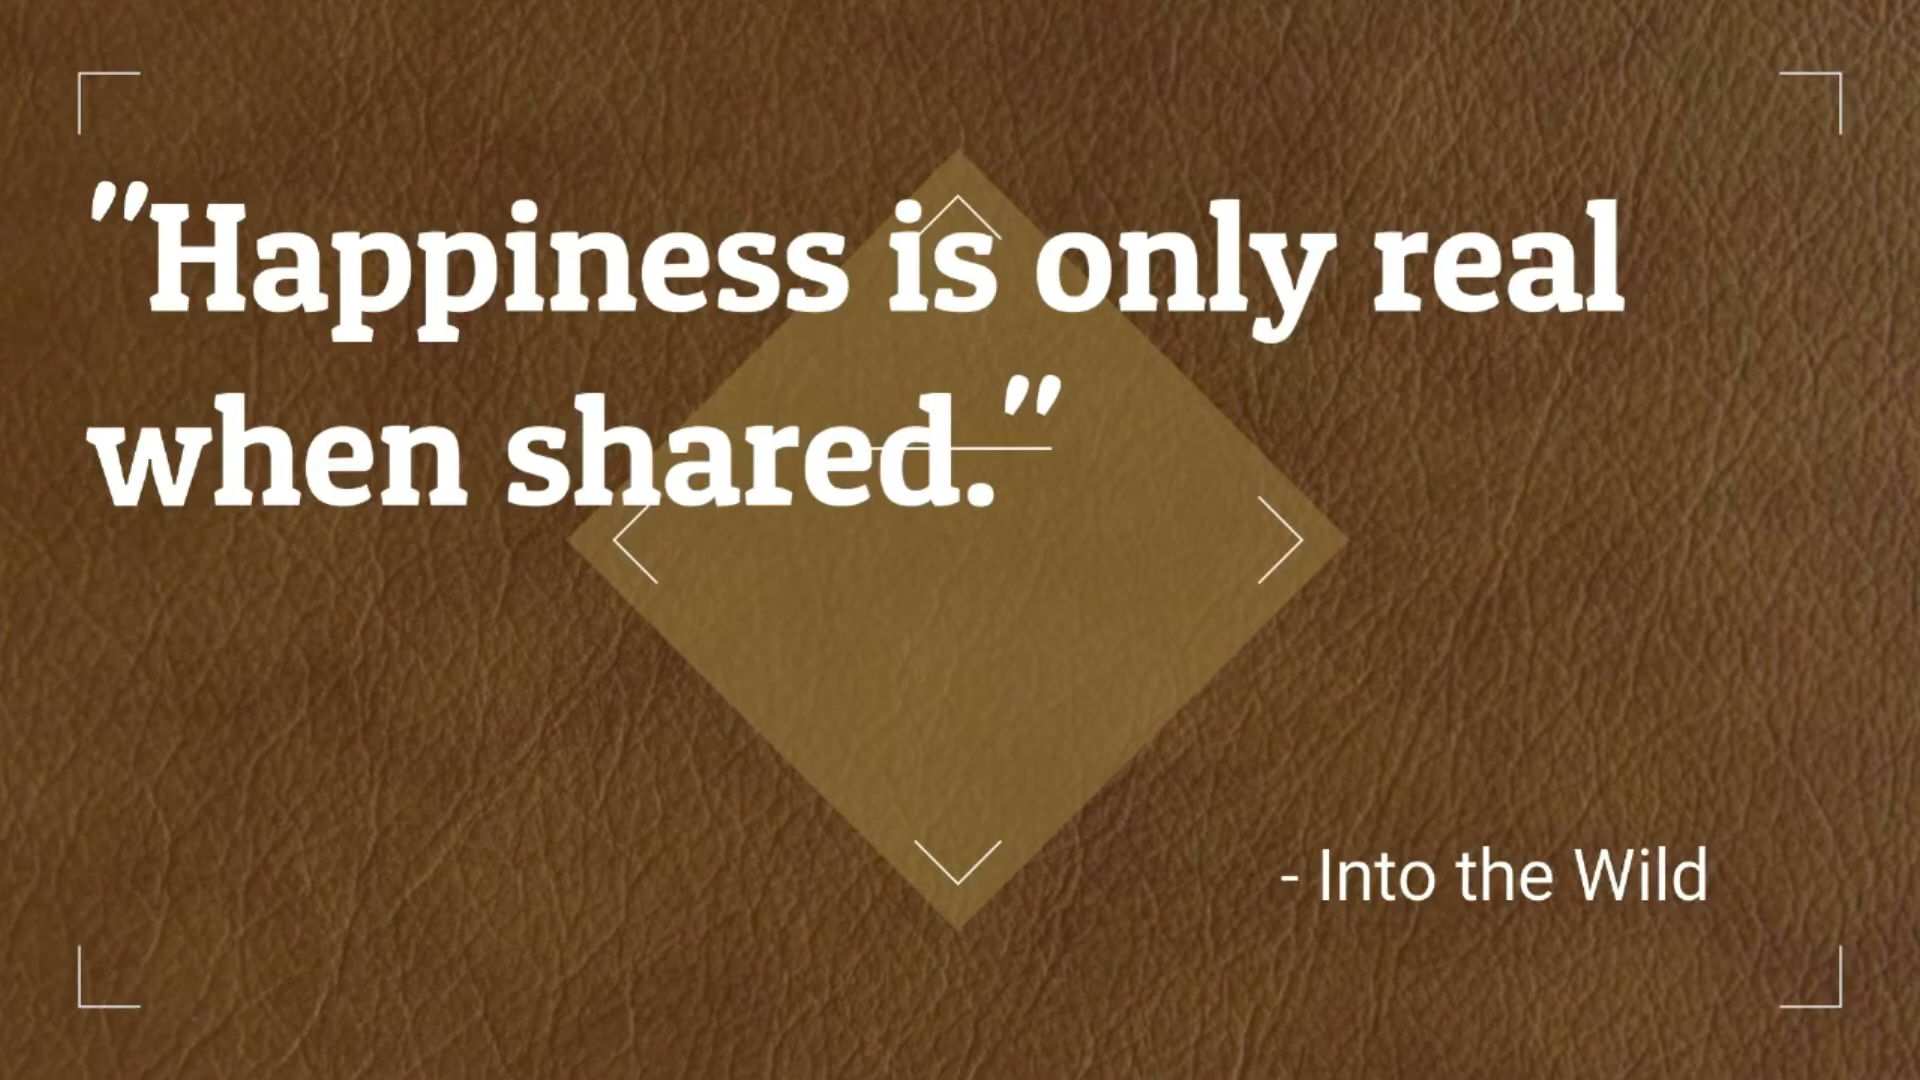 "Happiness is only real
when shared."
- Into the Wild